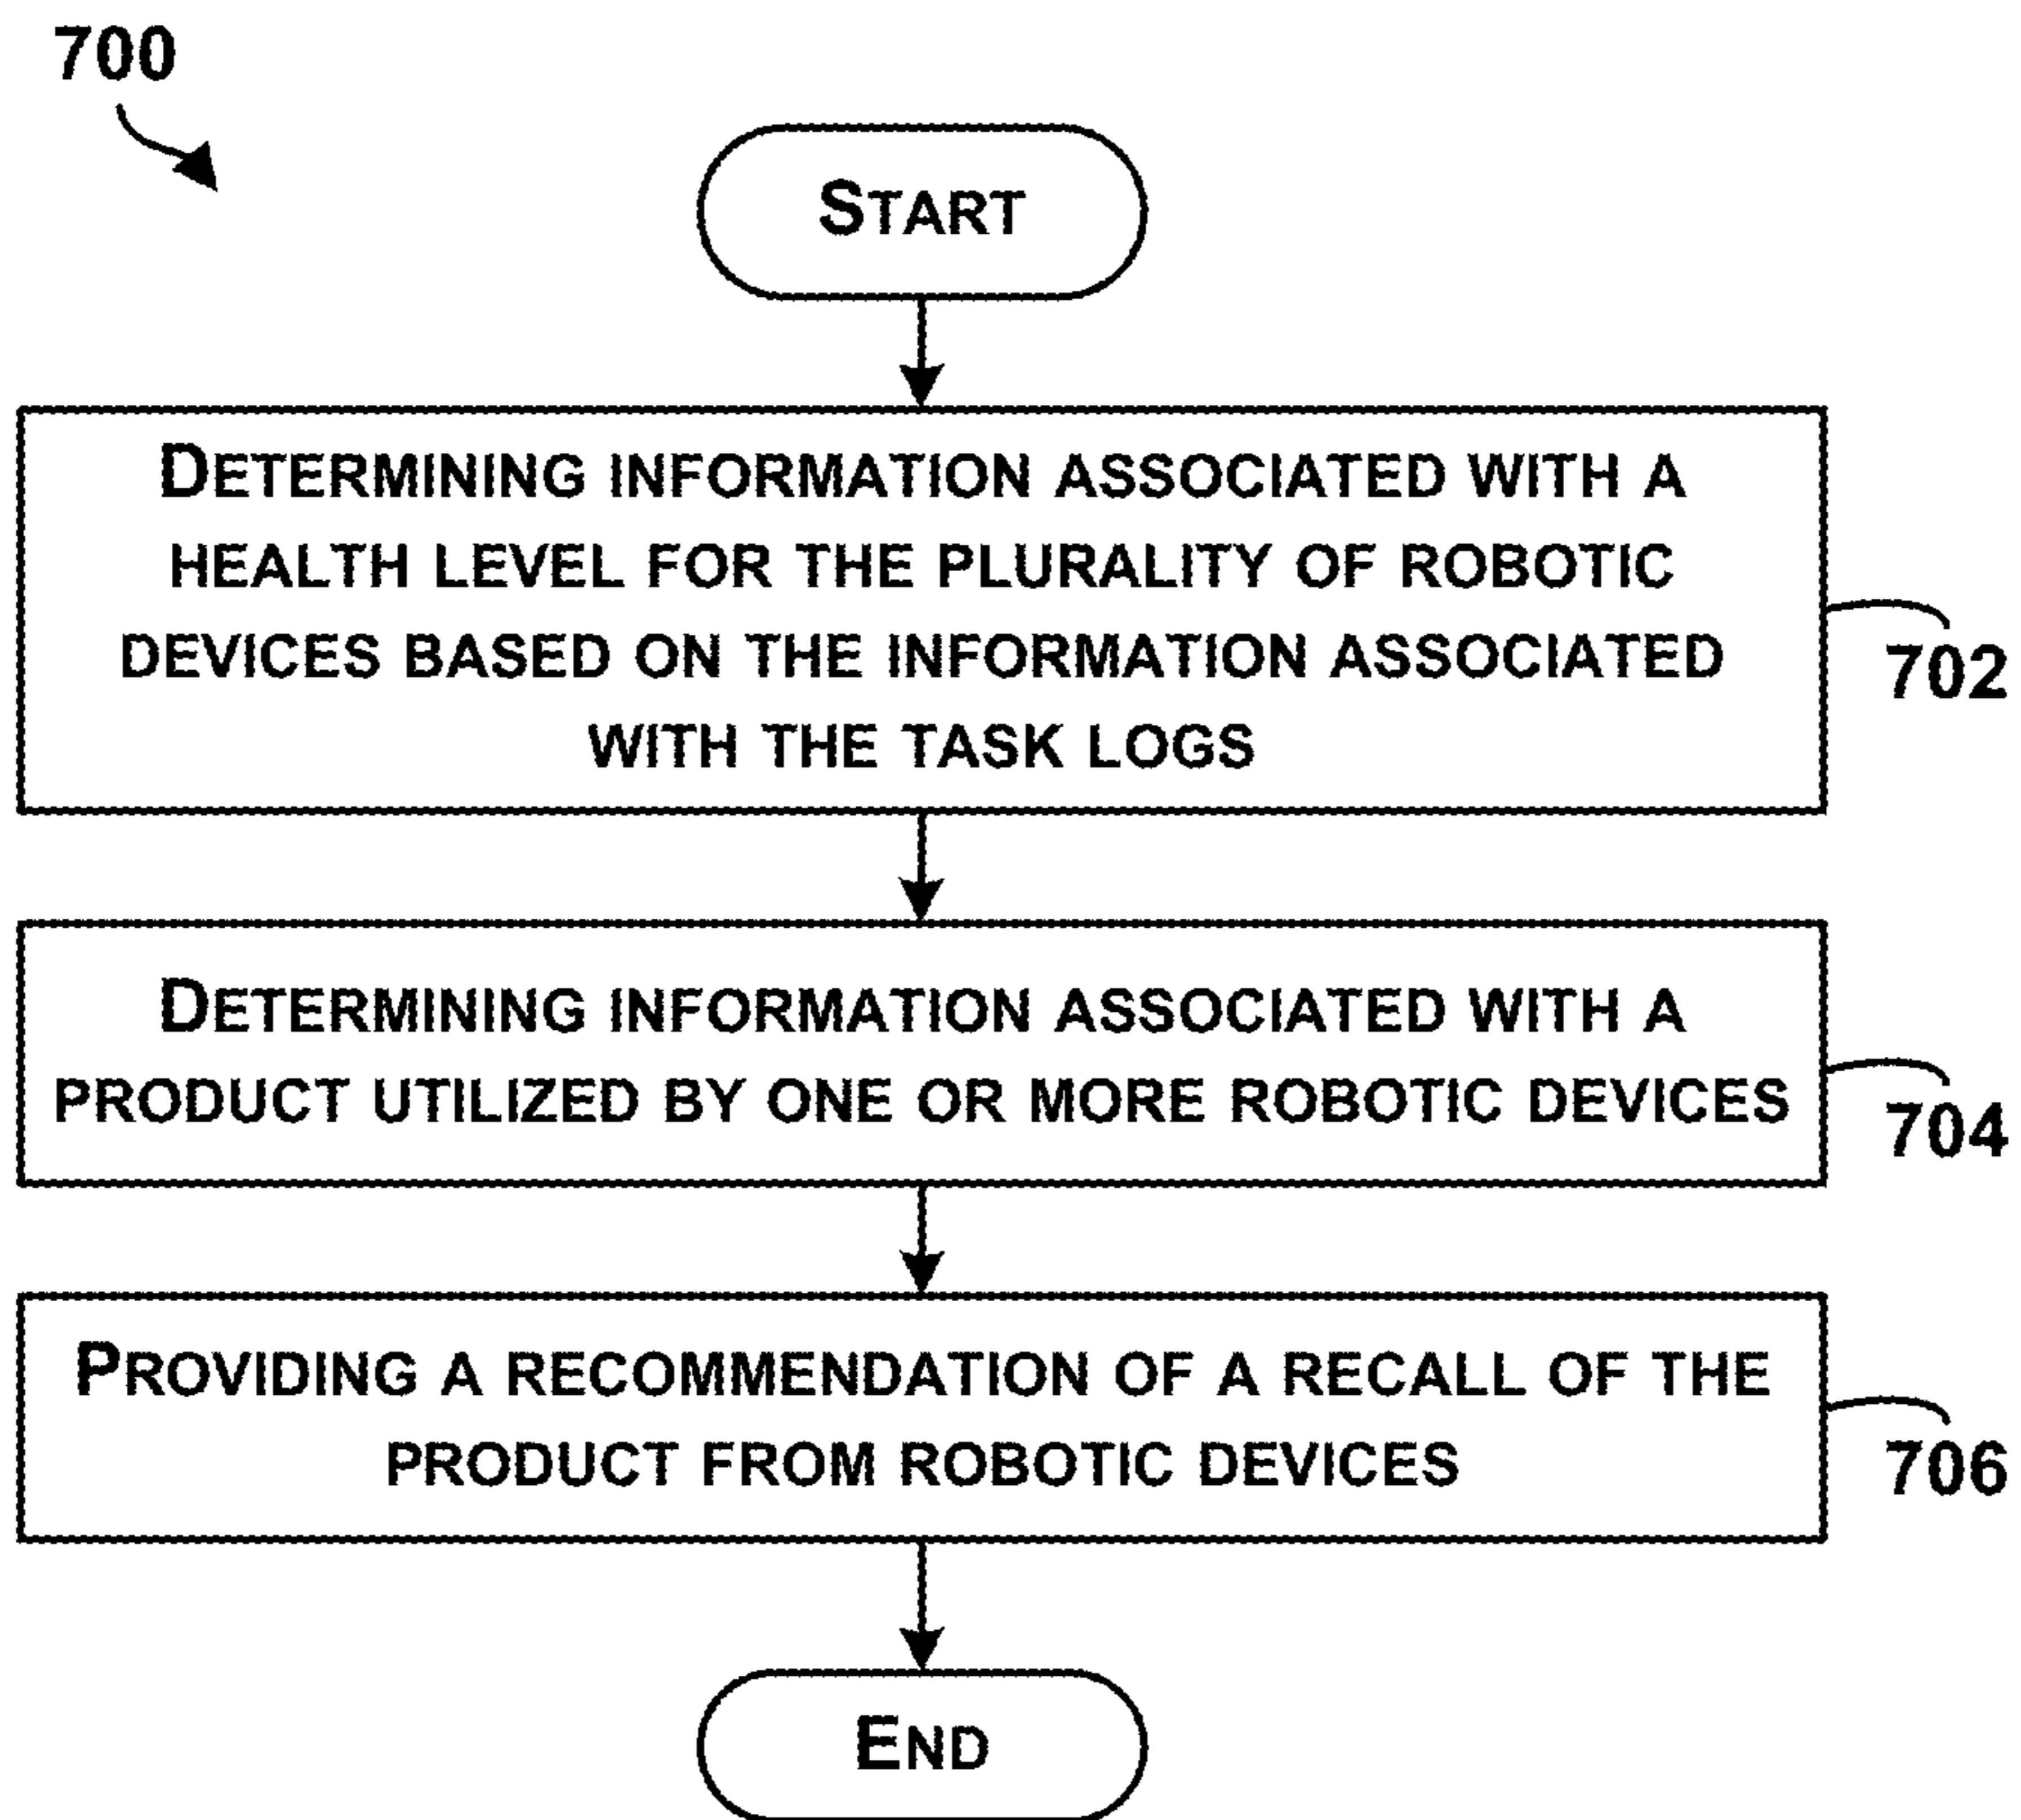 700
START
DETERMINING INFORMATION ASSOCIATED WITH A
HEALTH LEVEL FOR THE PLURALITY OF ROBOTIC
DEVICES BASED ON THE INFORMATION ASSOCIATED
WITH THE TASK LOGS
702
DETERMINING INFORMATION ASSOCIATED WITH A
PRODUCT UTILIZED BY ONE OR MORE ROBOTIC DEVICES
704
PROVIDING A RECOMMENDATION OF A RECALL OF THE
PRODUCT FROM ROBOTIC DEVICES
706
END